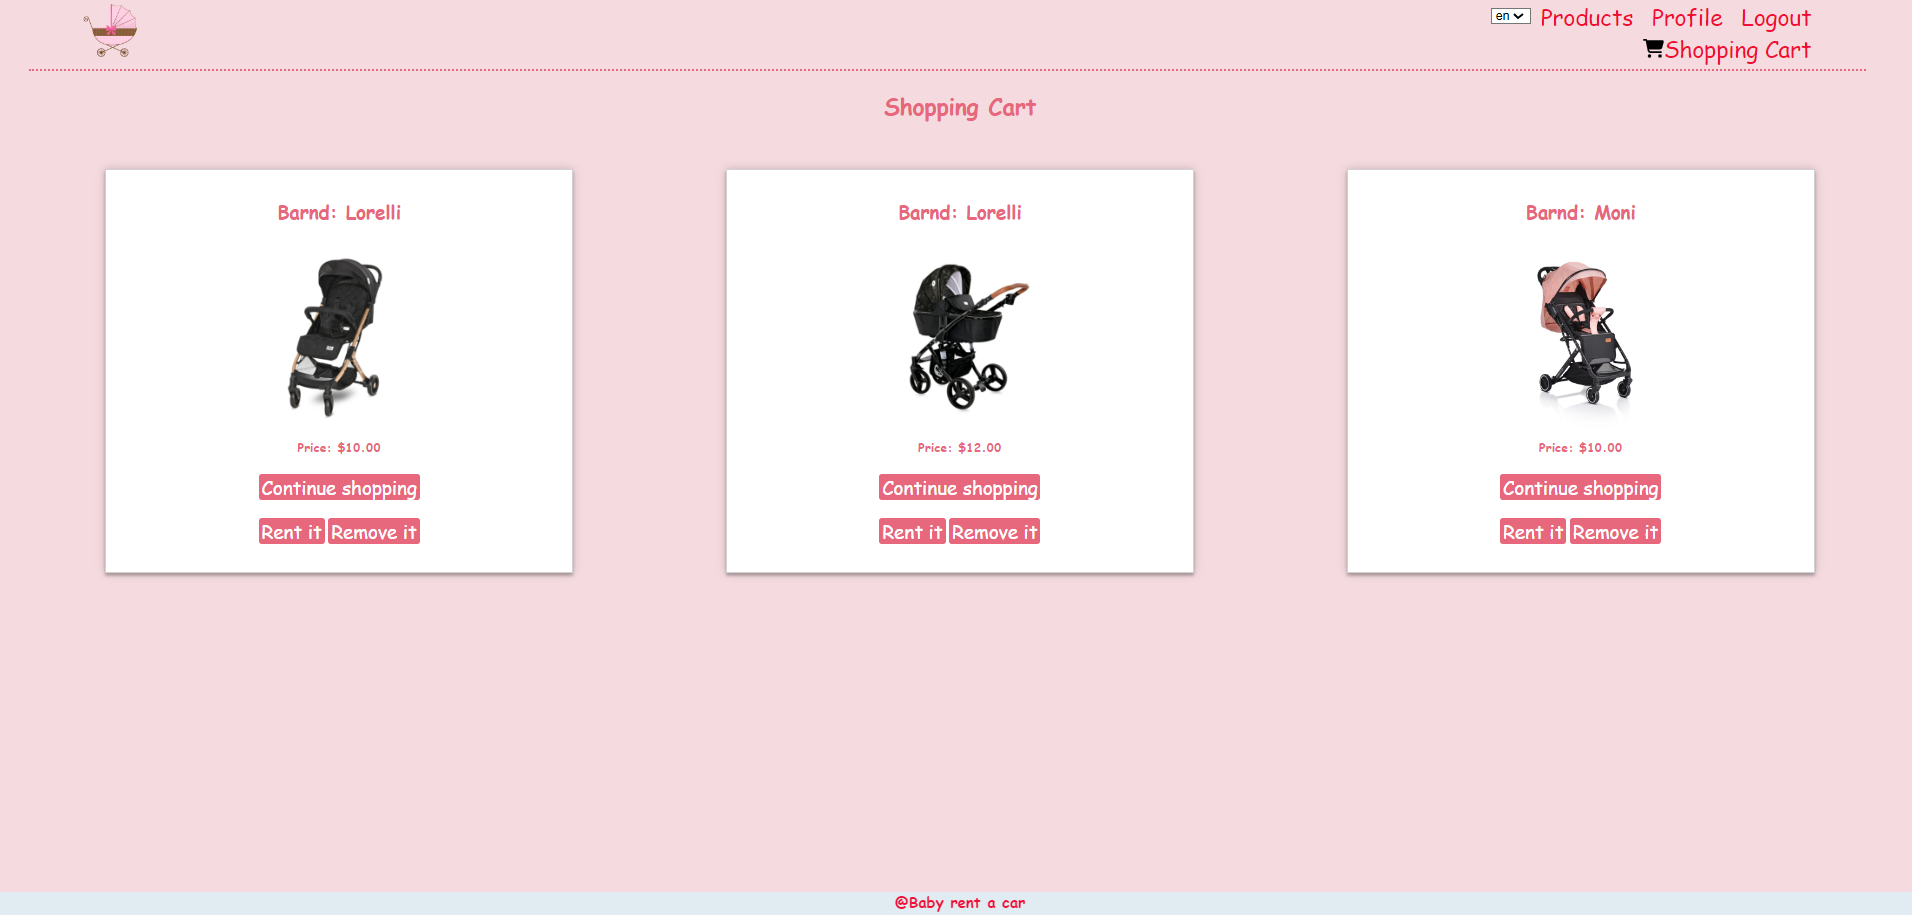 en Products Profile Logout
Shopping Cart
Shopping Cart
Barnd: Lorelli
Price: $10.00
Continue shopping
Rent it Remove it
Barnd: Lorelli
Price: $12.00
Continue shopping
Rent it Remove it
Barnd: Moni
Price: $10.00
Continue shopping
Rent it Remove it
@Baby rent a car